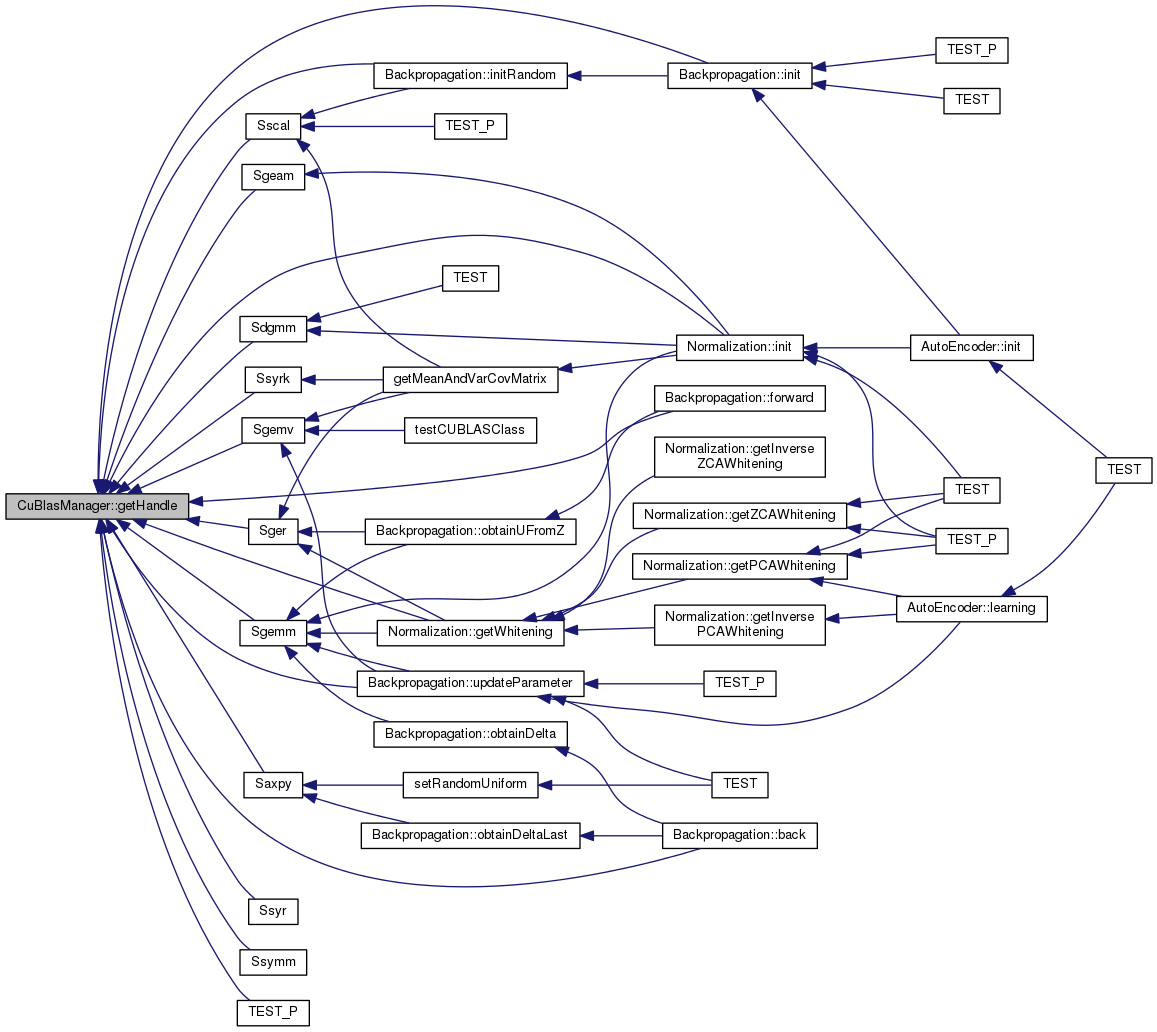 TEST_P
Backpropagation::initRandom
Backpropagation::init
TEST
Sscal
TEST_P
Sgeam
TEST
Sdgmm
Normalization::init
AutoEncoder::init
Ssyrk
getMeanAndVarCovMatrix
Backpropagation::forward
Sgemv
testCUBLASClass
Normalization::getInverse
ZCAWhitening
TEST
CuBlasManager::getHandle
TEST
Sger
Backpropagation::obtainUFromZ
Normalization::getZCAWhitening
TEST_P
Normalization::getPCAWhitening
AutoEncoder::learning
Sgemm
Normalization::getWhitening
Normalization::getInverse
PCAWhitening
Backpropagation::updateParameter
TEST_P
Backpropagation::obtainDelta
Saxpy
setRandomUniform
TEST
Backpropagation::obtainDeltaLast
Backpropagation::back
Ssyr
Ssymm
TEST_P